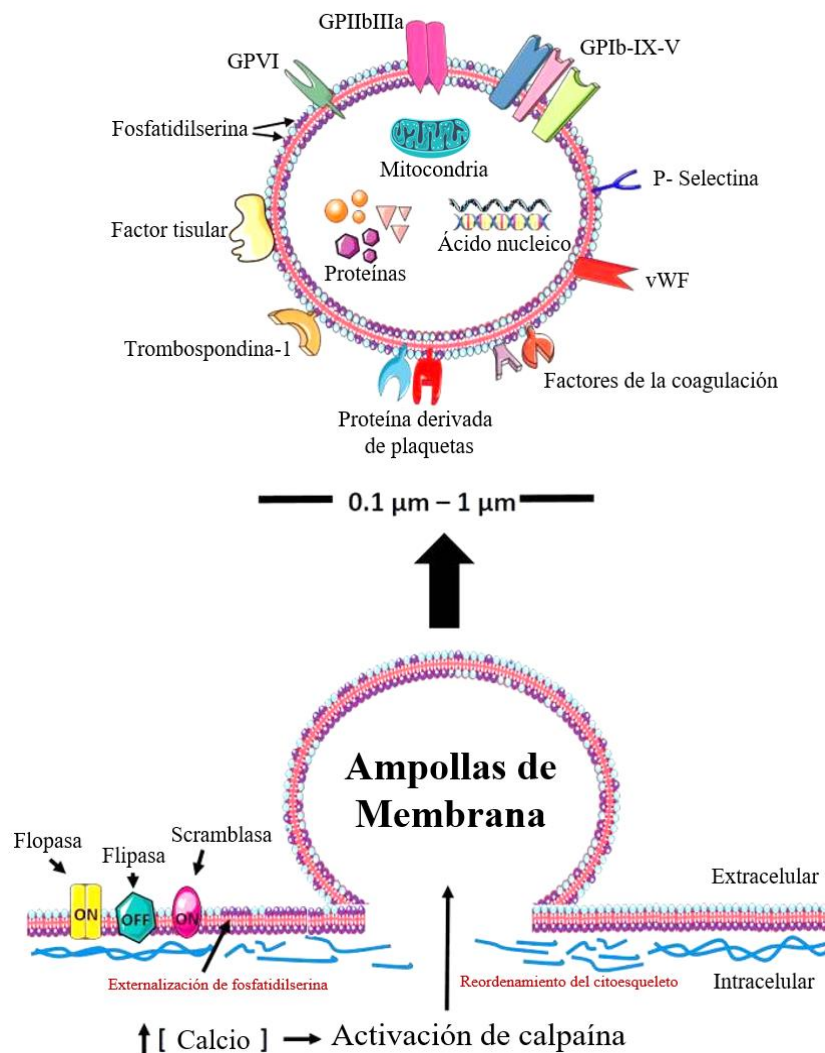 GPIIbIIIa
GPVI
GPIb-IX-V
Fosfatidilserina
Mitocondria
P- Selectina
Factor tisular
Ácido nucleico
Proteínas
vWF
Trombospondina-1
Factores de la coagulación
Proteína derivada
de plaquetas
0.1 μm – 1 μm
Ampollas de
Membrana
Flopasa
Flipasa
Scramblasa
ON
OFF
ON
Extracelular
Externalización de fosfatidilserina
Reordenamiento del citoesqueleto
Intracelular
↑[ Calcio ] → Activación de calpaína